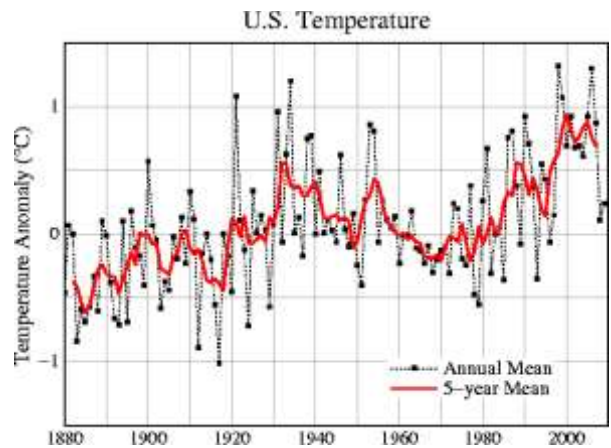 U.S. Temperature
Temperature Anomaly (°C)
1
0
−1
Annual Mean
5−year Mean
1880 1900 1920 1940 1960 1980 2000